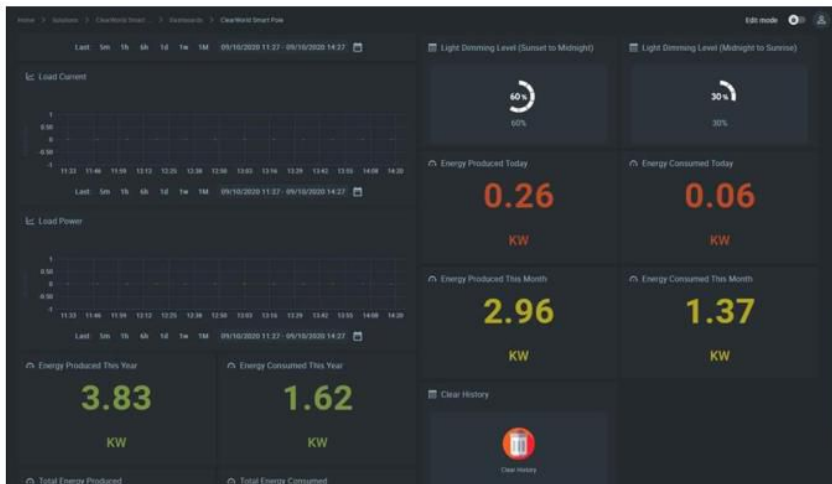 Home > Solutions > ClearWorld Smart ... > Dashboards > ClearWorld Smart Pole
Edit mode
Last 5m 1h 6h 1d 1w 1M 09/10/2020 11:27 - 09/10/2020 14:27
Load Current
1
0.50
0
-0.50
-1
11:33 11:46 11:59 12:12 12:25 12:38 12:50 13:03 13:16 13:29 13:42 13:55 14:08 14:20
Last 5m 1h 6h 1d 1w 1M 09/10/2020 11:27 - 09/10/2020 14:27
Load Power
1
0.50
0
-0.50
-1
11:33 11:46 11:59 12:12 12:25 12:38 12:50 13:03 13:16 13:29 13:42 13:55 14:08 14:20
Last 5m 1h 6h 1d 1w 1M 09/10/2020 11:27 - 09/10/2020 14:27
Energy Produced This Year
3.83
KW
Energy Consumed This Year
1.62
KW
Total Energy Produced
Total Energy Consumed
Light Dimming Level (Sunset to Midnight)
60 %
60%
Light Dimming Level (Midnight to Sunrise)
30 %
30%
Energy Produced Today
0.26
KW
Energy Consumed Today
0.06
KW
Energy Produced This Month
2.96
KW
Energy Consumed This Month
1.37
KW
Clear History
Clear History